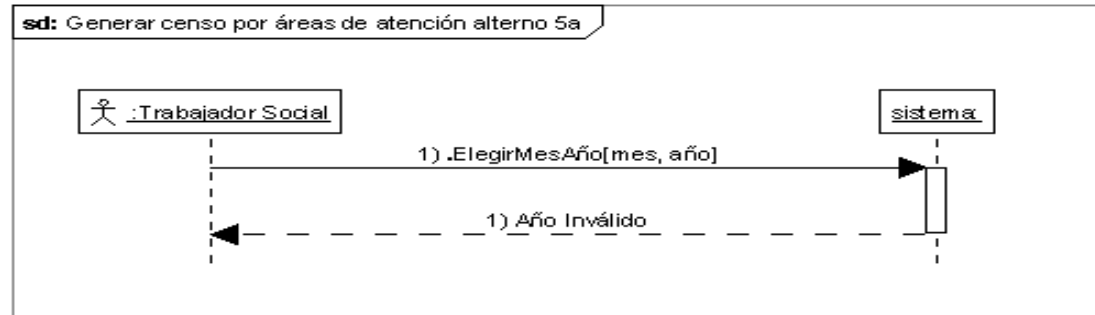 sd: Generar censo por áreas de atención alterno 5a
:Trabajador Social
sistema:
1) .ElegirMesAño[mes, año]
1) Año Inválido